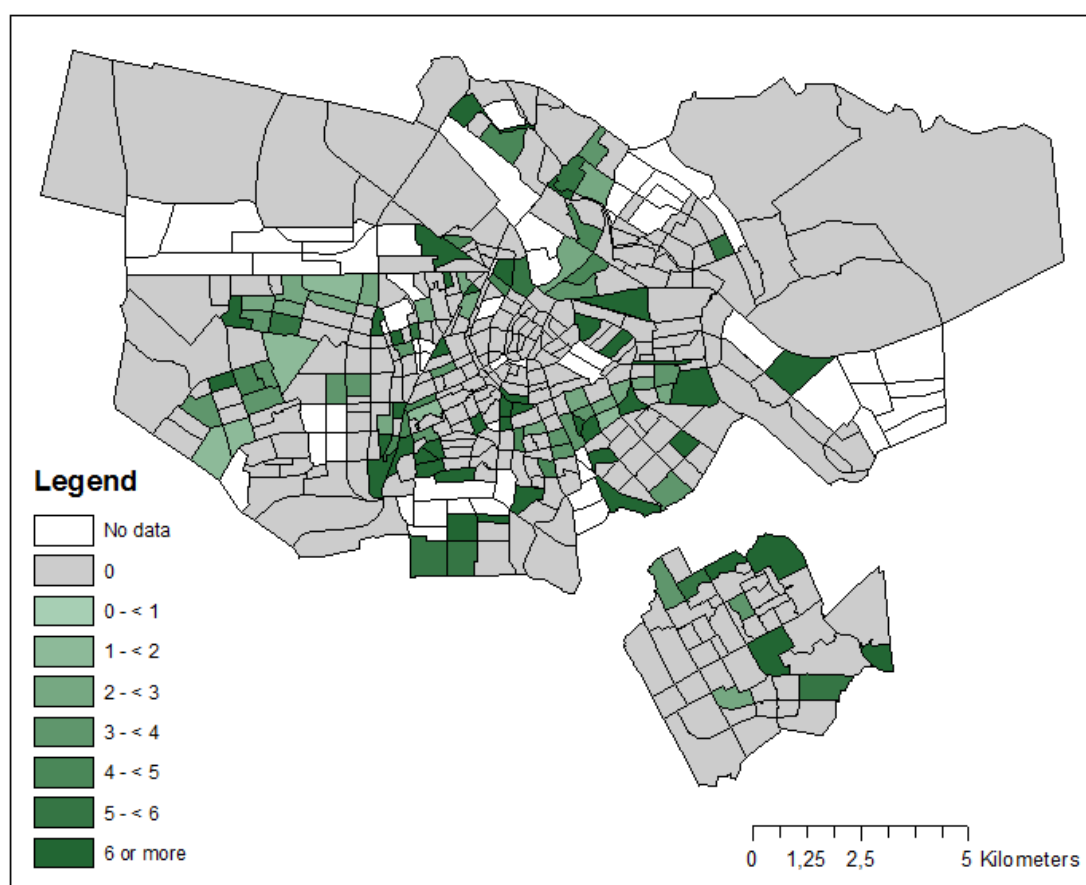 Legend
No data
0
0 - < 1
1 - < 2
2 - < 3
3 - < 4
4 - < 5
5 - < 6
6 or more
0 1,25 2,5 5 Kilometers